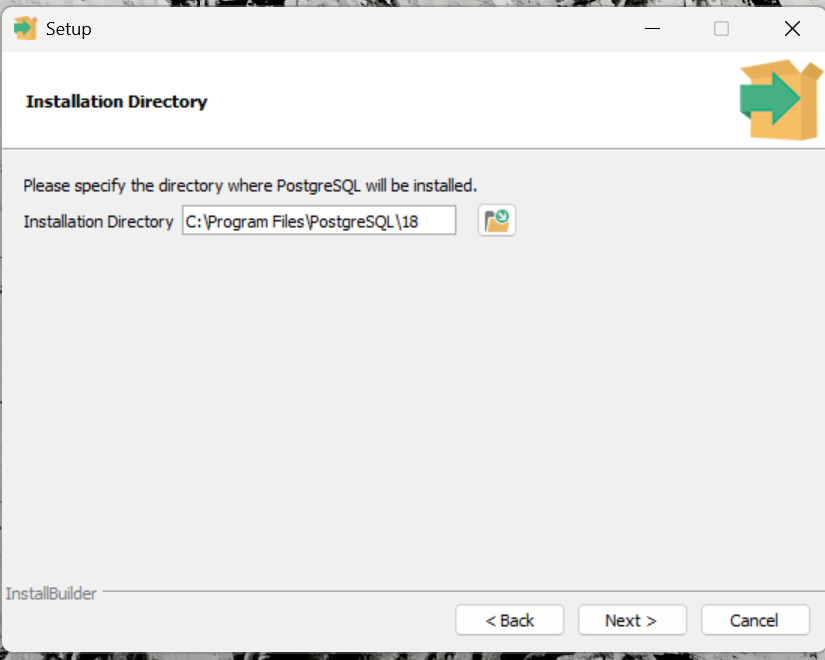 Setup
Installation Directory
Please specify the directory where PostgreSQL will be installed.
Installation Directory C:\Program Files\PostgreSQL\18
InstallBuilder
< Back Next > Cancel